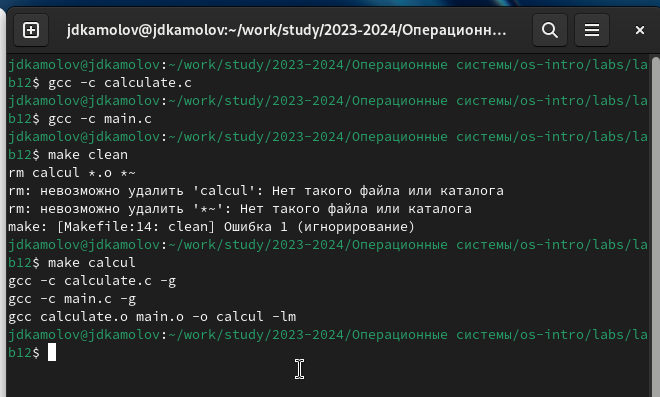 jdkamolov@jdkamolov:~/work/study/2023-2024/Операционн...
jdkamolov@jdkamolov:~/work/study/2023-2024/Операционные системы/os-intro/labs/la
b12$ gcc -c calculate.c
jdkamolov@jdkamolov:~/work/study/2023-2024/Операционные системы/os-intro/labs/la
b12$ gcc -c main.c
jdkamolov@jdkamolov:~/work/study/2023-2024/Операционные системы/os-intro/labs/la
b12$ make clean
rm calcul *.o *~
rm: невозможно удалить 'calcul': Нет такого файла или каталога
rm: невозможно удалить '*~': Нет такого файла или каталога
make: [Makefile:14: clean] Ошибка 1 (игнорирование)
jdkamolov@jdkamolov:~/work/study/2023-2024/Операционные системы/os-intro/labs/la
b12$ make calcul
gcc -c calculate.c -g
gcc -c main.c -g
gcc calculate.o main.o -o calcul -lm
jdkamolov@jdkamolov:~/work/study/2023-2024/Операционные системы/os-intro/labs/la
b12$